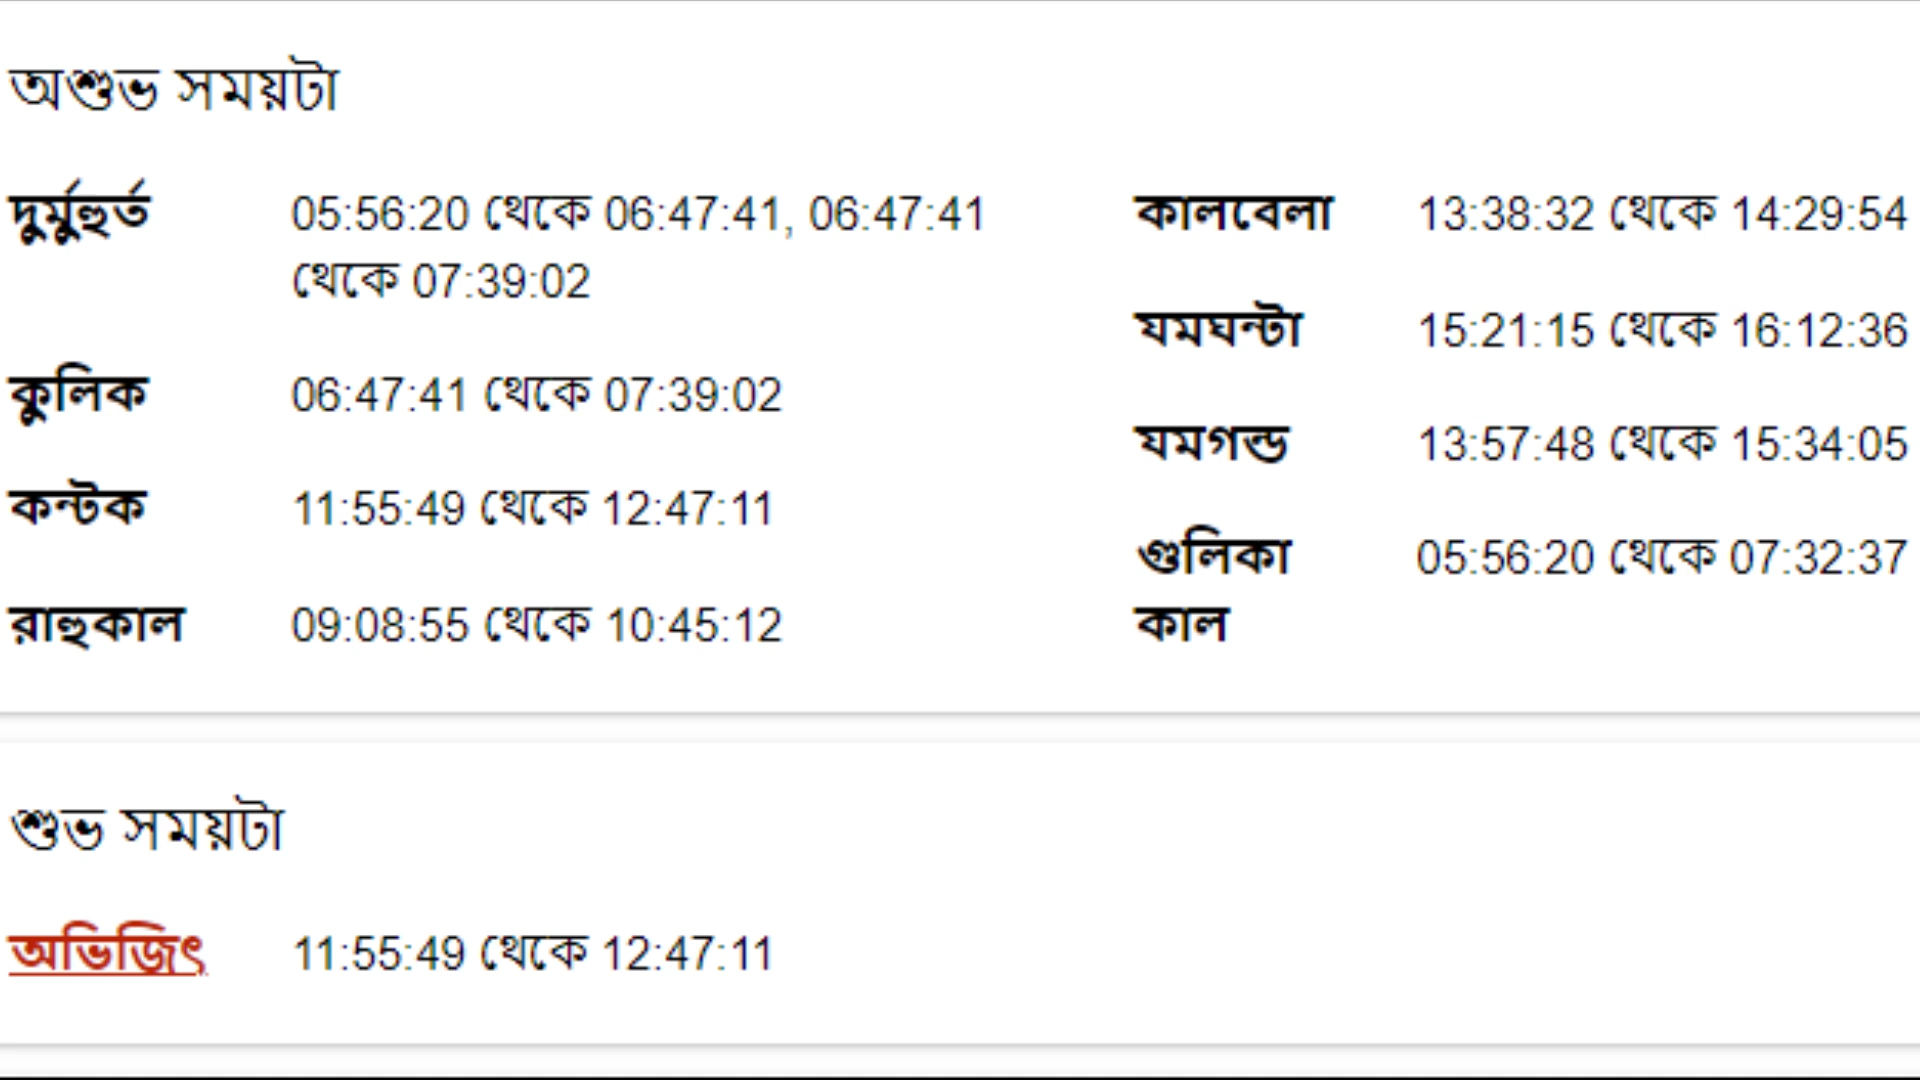 অশুভ সময়টা
দুর্মুহুর্ত 05:56:20 থেকে 06:47:41, 06:47:41
থেকে 07:39:02
কুলিক 06:47:41 থেকে 07:39:02
কন্টক 11:55:49 থেকে 12:47:11
রাহুকাল 09:08:55 থেকে 10:45:12
কালবেলা 13:38:32 থেকে 14:29:54
যমঘন্টা 15:21:15 থেকে 16:12:36
যমগন্ড 13:57:48 থেকে 15:34:05
গুলিকা 05:56:20 থেকে 07:32:37
কাল
শুভ সময়টা
অভিজিৎ 11:55:49 থেকে 12:47:11